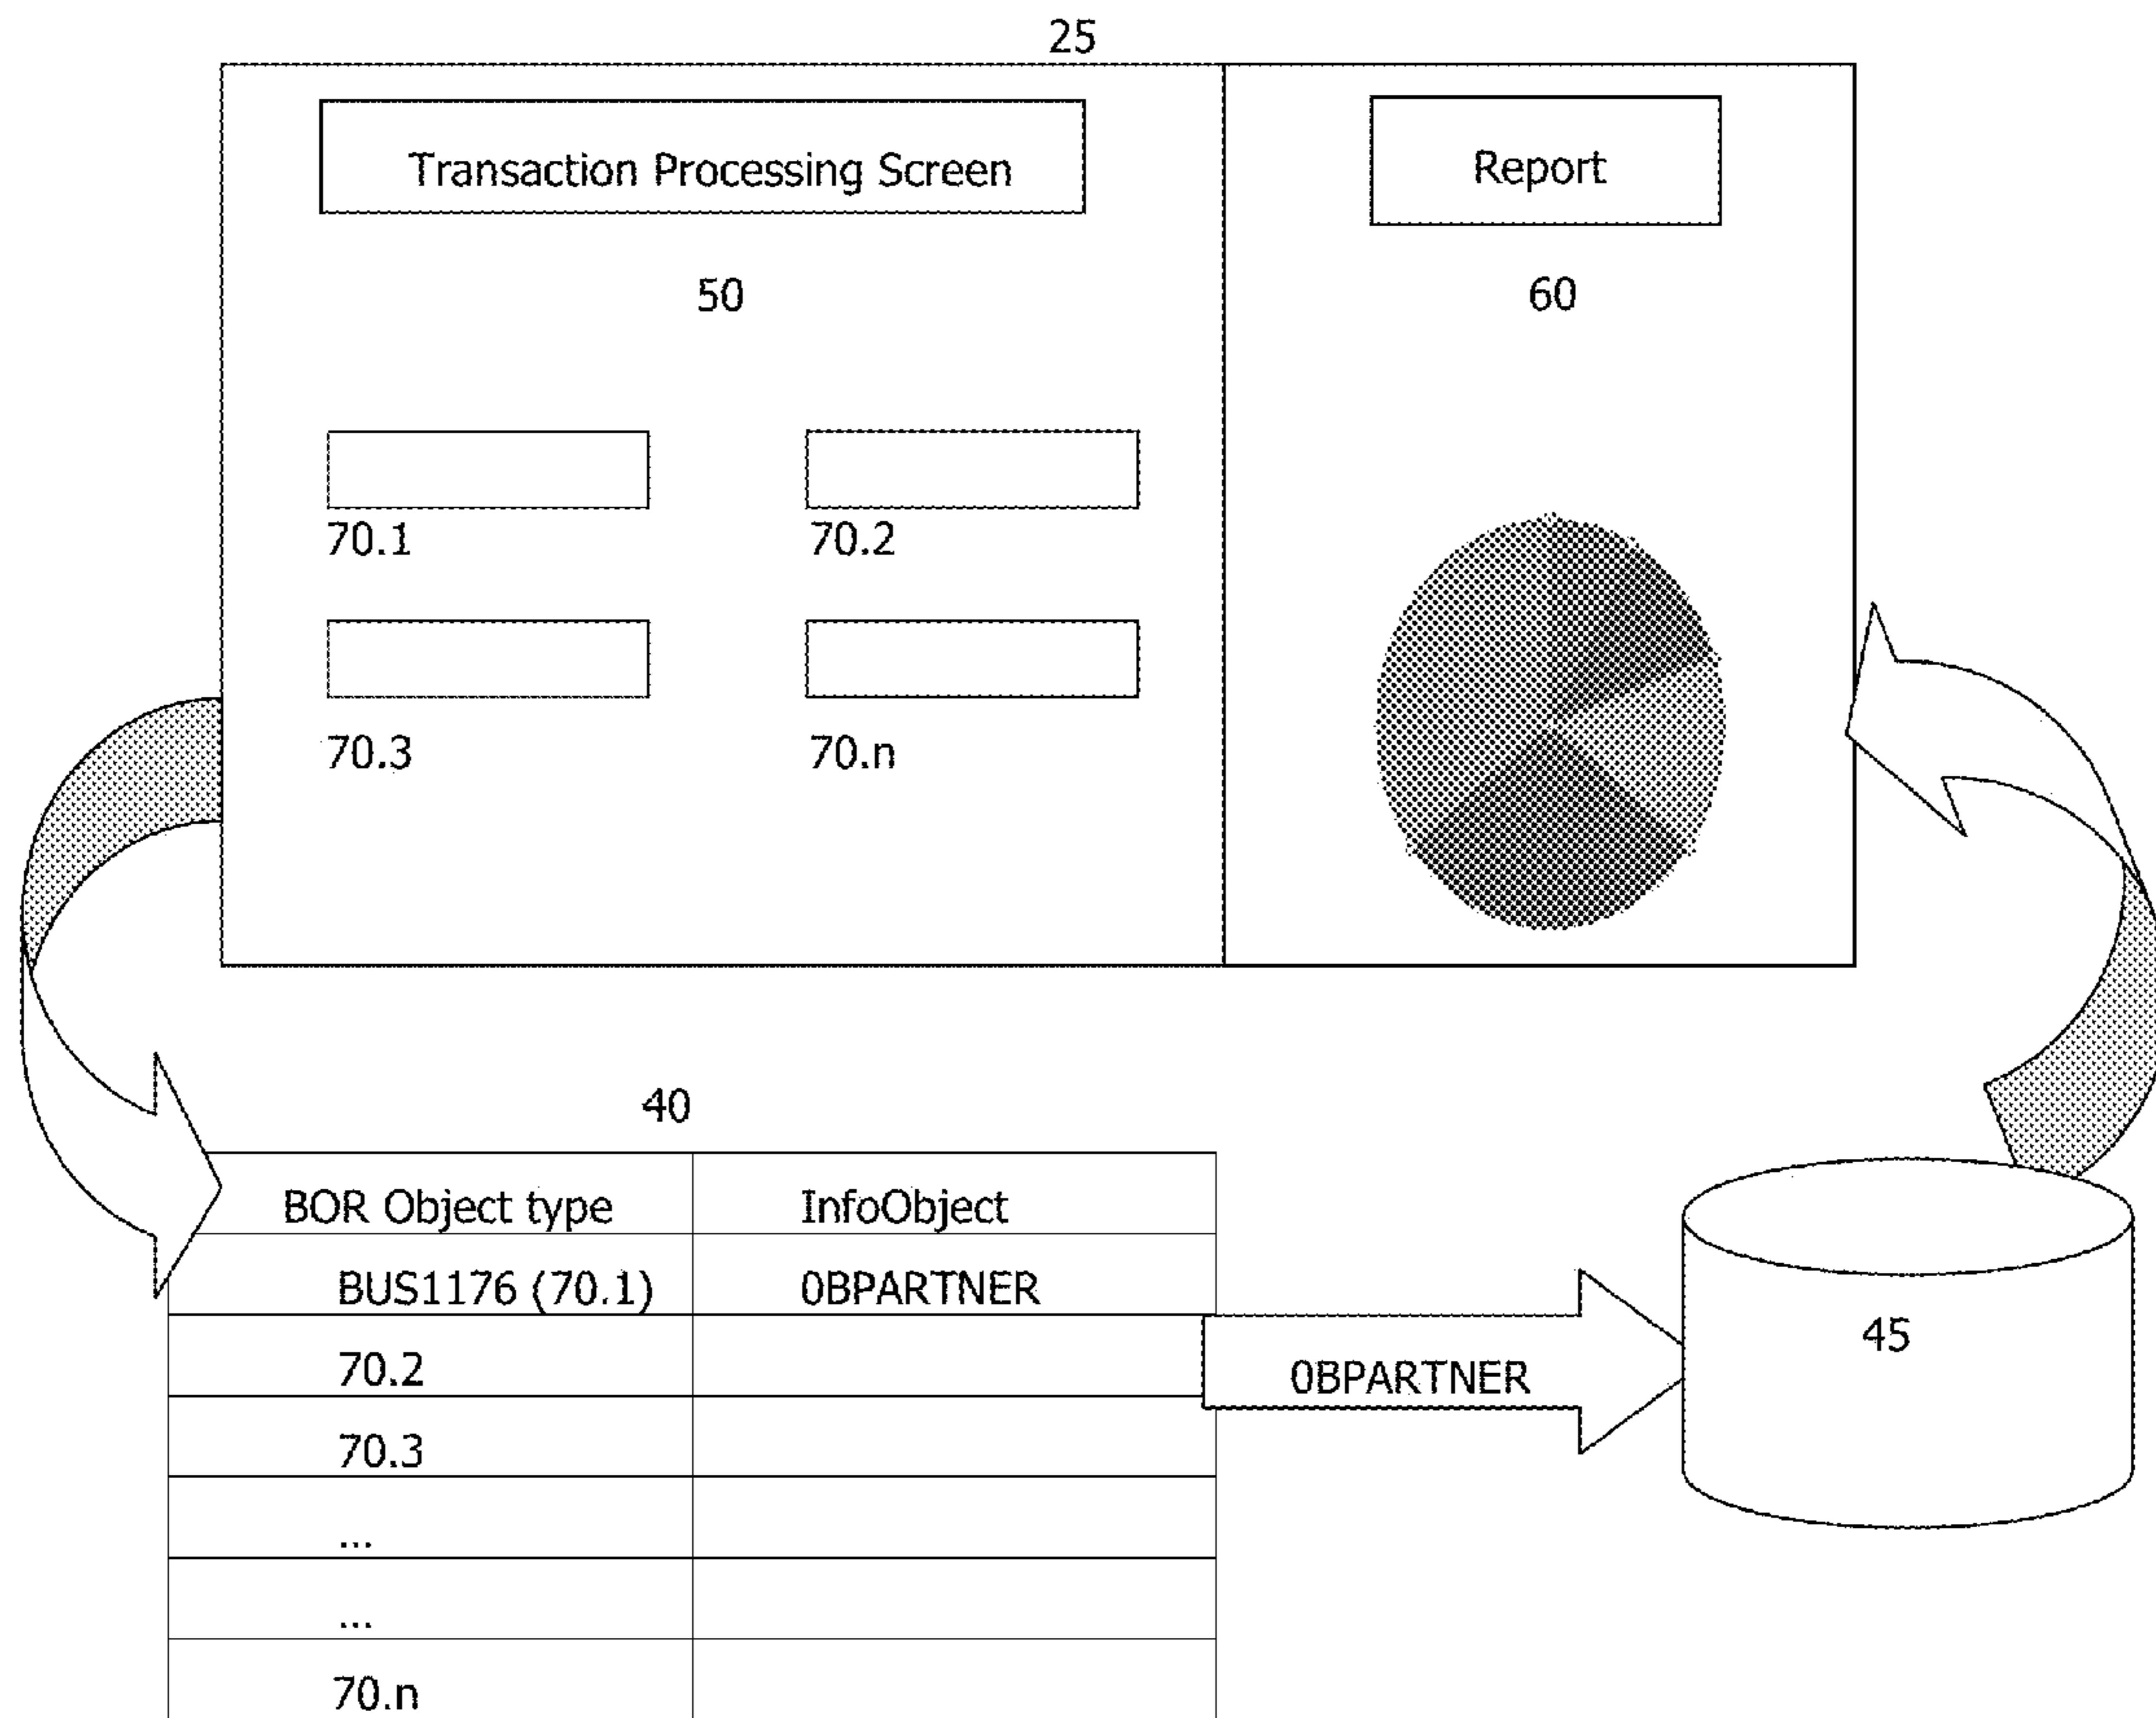 25
Transaction Processing Screen
Report
50
60
70.1
70.2
70.3
70.n
40
BOR Object type
InfoObject
BUS1176 (70.1)
0BPARTNER
70.2
70.3
...
...
70.n
0BPARTNER
45